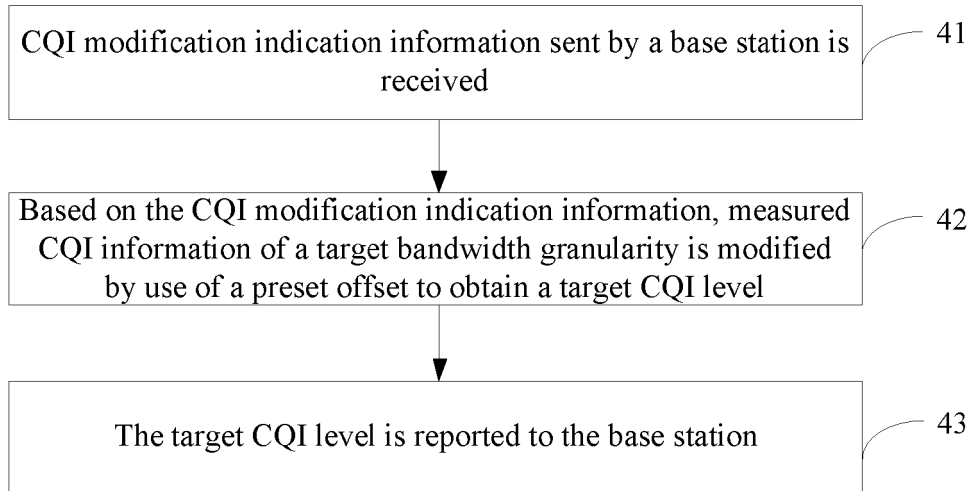 CQI modification indication information sent by a base station is
received
41
Based on the CQI modification indication information, measured
CQI information of a target bandwidth granularity is modified
by use of a preset offset to obtain a target CQI level
42
The target CQI level is reported to the base station
43